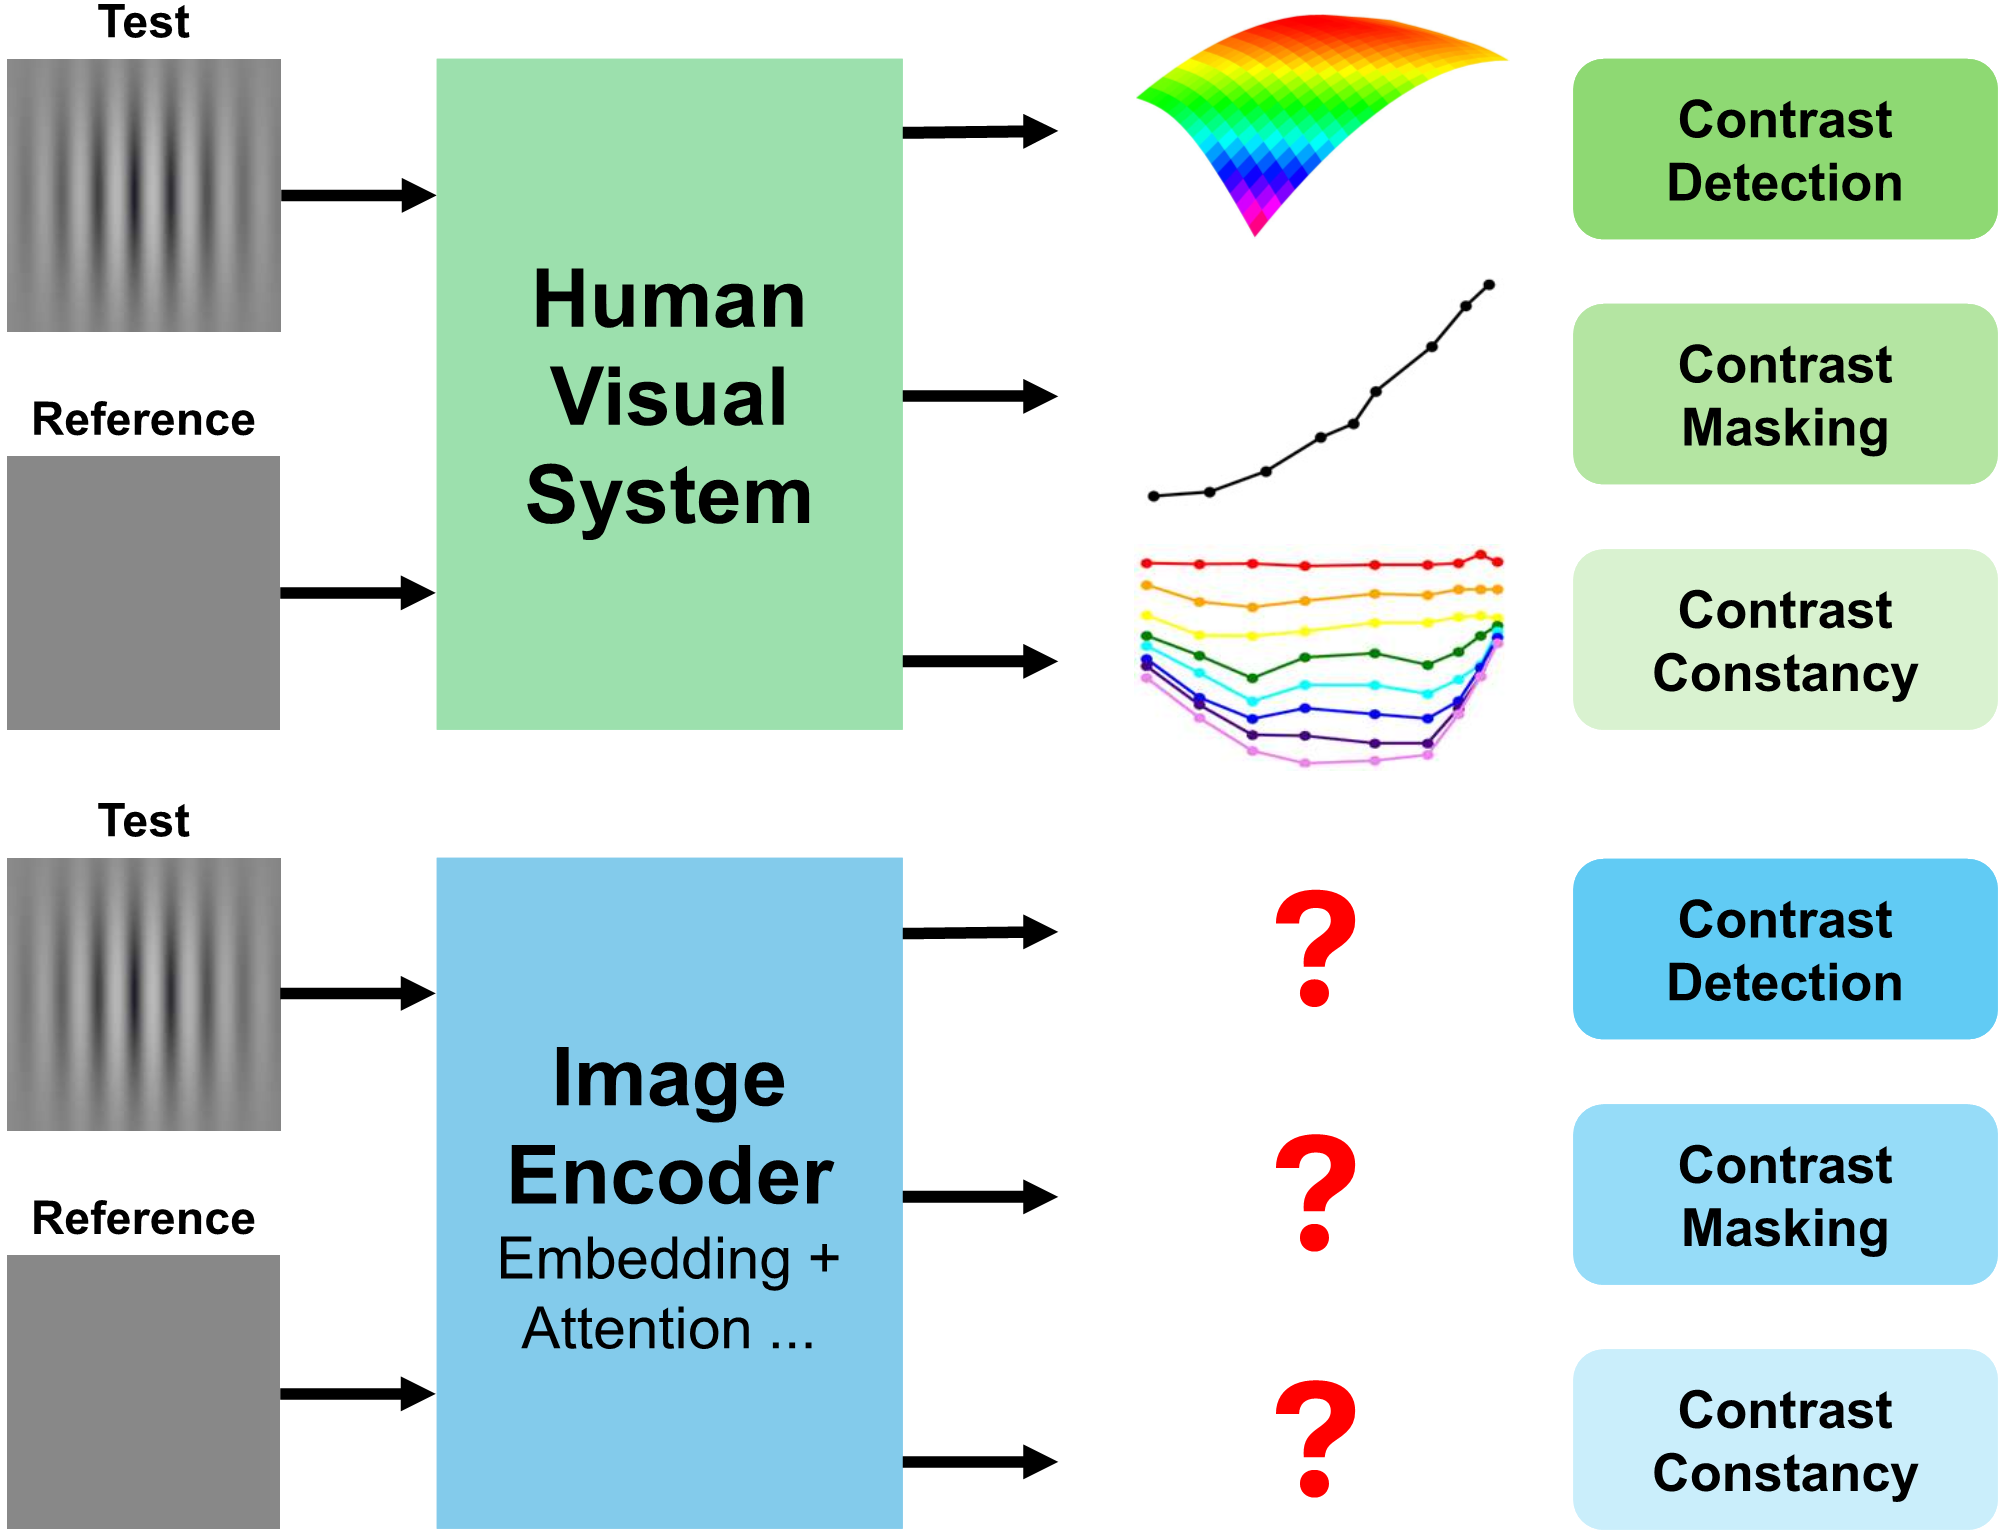 Test
Reference
Human
Visual
System
Contrast
Detection
Contrast
Masking
Contrast
Constancy
Test
Reference
Image
Encoder
Embedding +
Attention ...
?
?
?
Contrast
Detection
Contrast
Masking
Contrast
Constancy